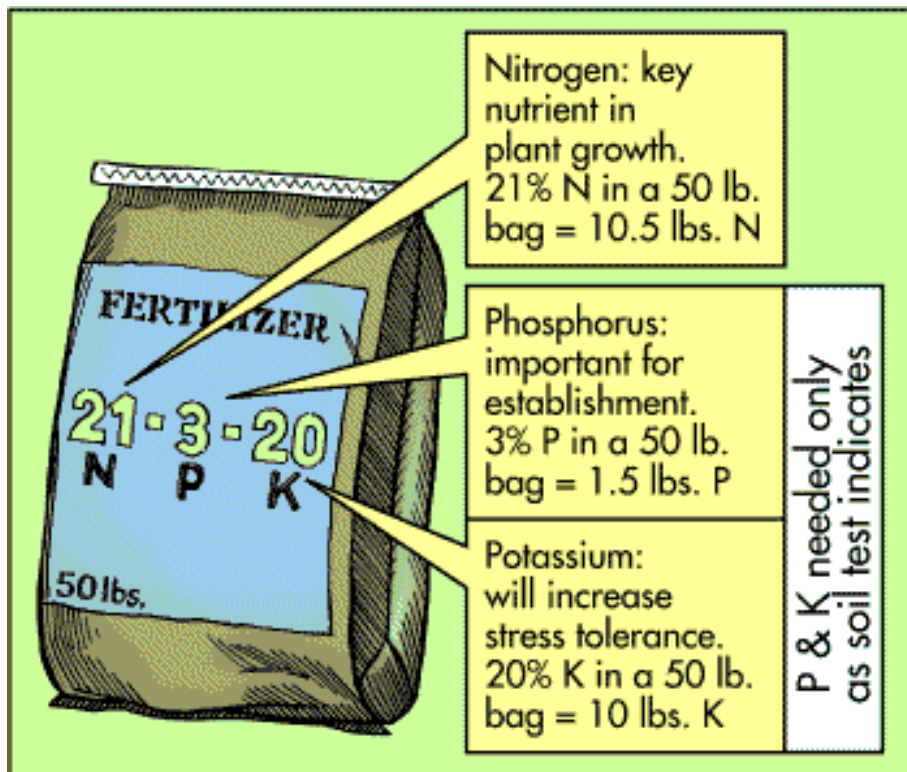 FERTILIZER
21-3-20
N P K
50 lbs.
Nitrogen: key
nutrient in
plant growth.
21% N in a 50 lb.
bag = 10.5 lbs. N
Phosphorus:
important for
establishment.
3% P in a 50 lb.
bag = 1.5 lbs. P
Potassium:
will increase
stress tolerance.
20% K in a 50 lb.
bag = 10 lbs. K
P & K needed only
as soil test indicates